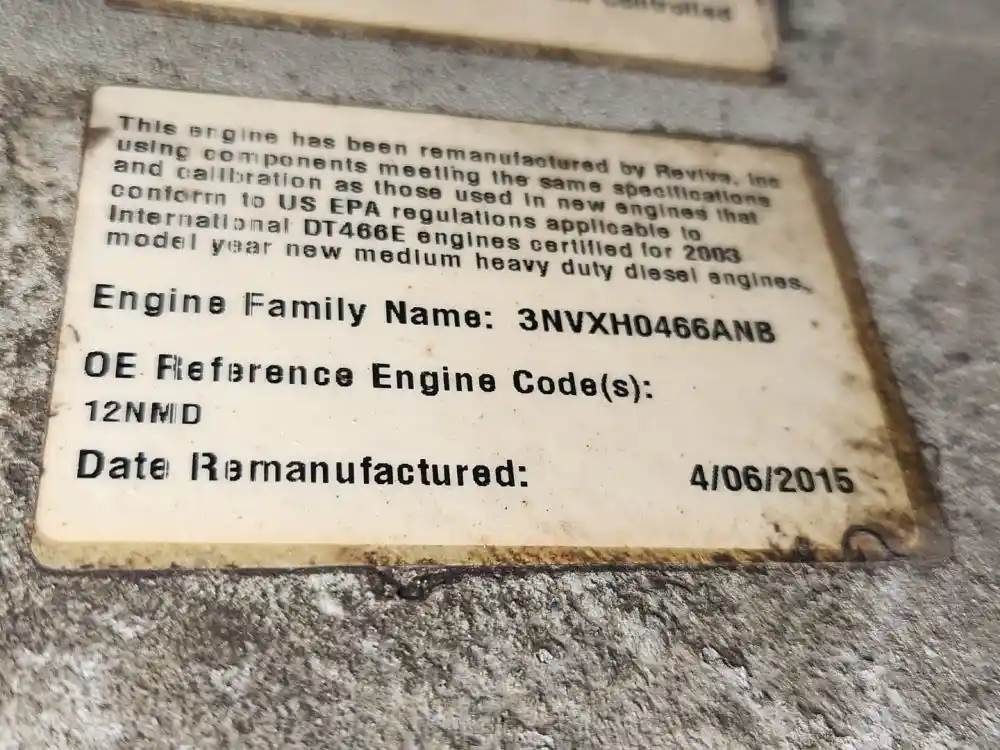 Controlled
This engine has been remanufactured by Reviva, Inc
using components meeting the same specifications
and calibration as those used in new engines that
conform to US EPA regulations applicable to
International DT466E engines certified for 2003
model year new medium heavy duty diesel engines.
Engine Family Name: 3NVXH0466ANB
OE Reference Engine Code(s):
12NMD
Date Remanufactured: 4/06/2015